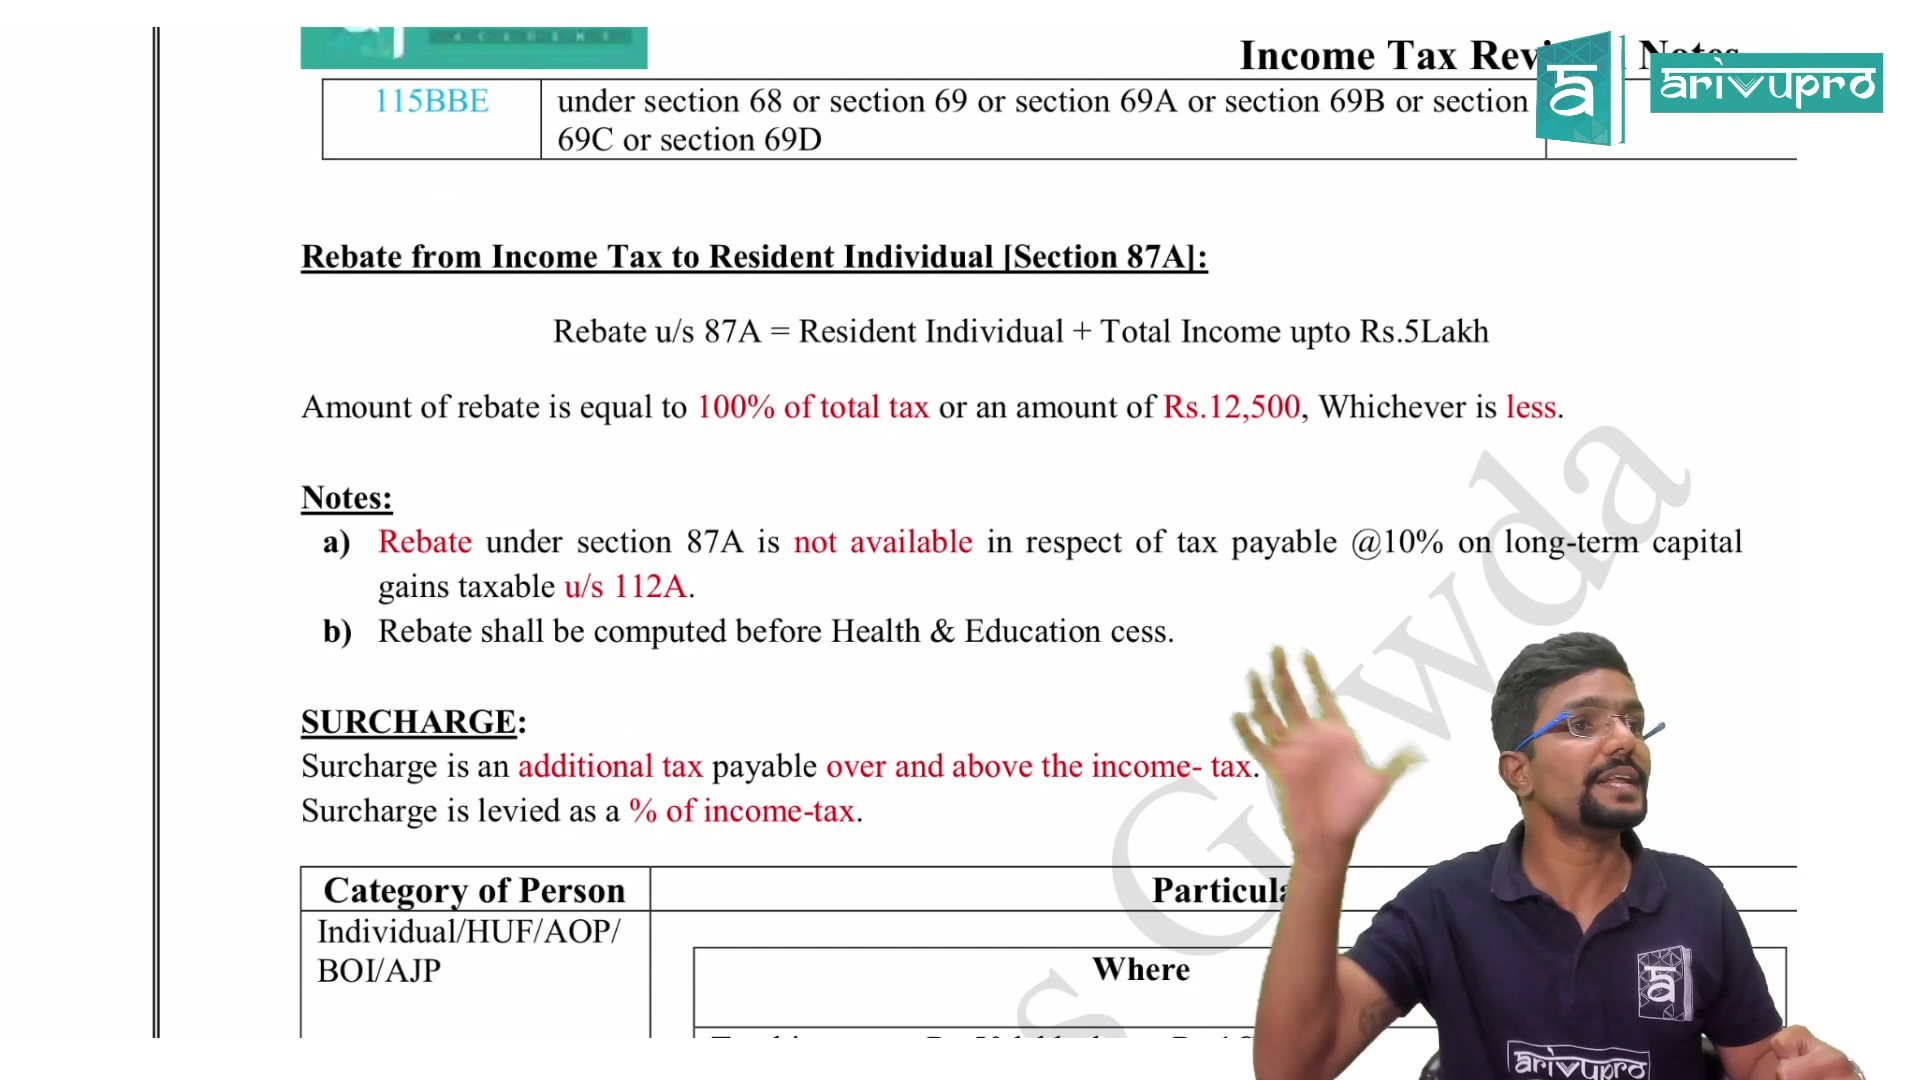 ACADEMY
Income Tax
115BBE
under section 68 or section 69 or section 69A or section 69B or section
69C or section 69D
arivupro
Rebate from Income Tax to Resident Individual [Section 87A]:
Rebate u/s 87A = Resident Individual + Total Income upto Rs.5Lakh
Amount of rebate is equal to 100% of total tax or an amount of Rs.12,500, Whichever is less.
Notes:
a) Rebate under section 87A is not available in respect of tax payable @10% on long-term capital
gains taxable u/s 112A.
b) Rebate shall be computed before Health & Education cess.
SURCHARGE:
Surcharge is an additional tax payable over and above the income- tax.
Surcharge is levied as a % of income-tax.
Category of Person
Individual/HUF/AOP/
BOI/AJP
Where
arivupro